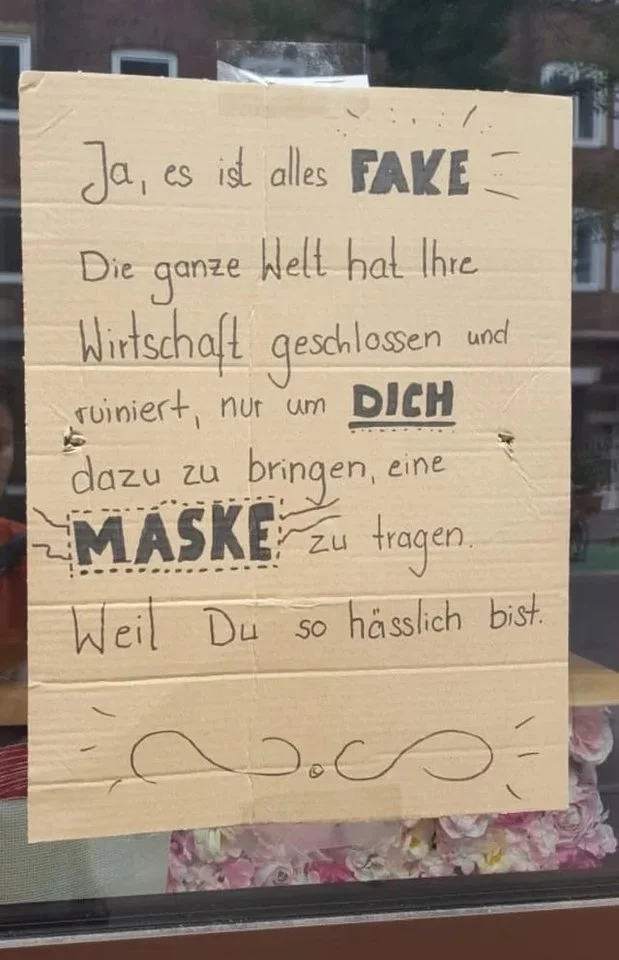 Ja, es ist alles FAKE
Die ganze Welt hat Ihre
Wirtschaft geschlossen und
ruiniert, nur um DICH
dazu zu bringen, eine
MASKE zu tragen.
Weil Du so hässlich bist.